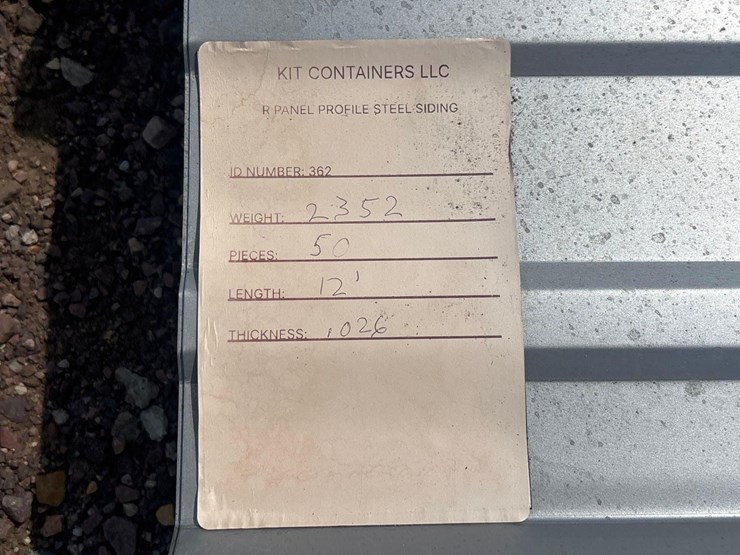 KIT CONTAINERS LLC
R PANEL PROFILE STEEL SIDING
ID NUMBER: 362
WEIGHT: 2352
PIECES: 50
LENGTH: 12'
THICKNESS: .026